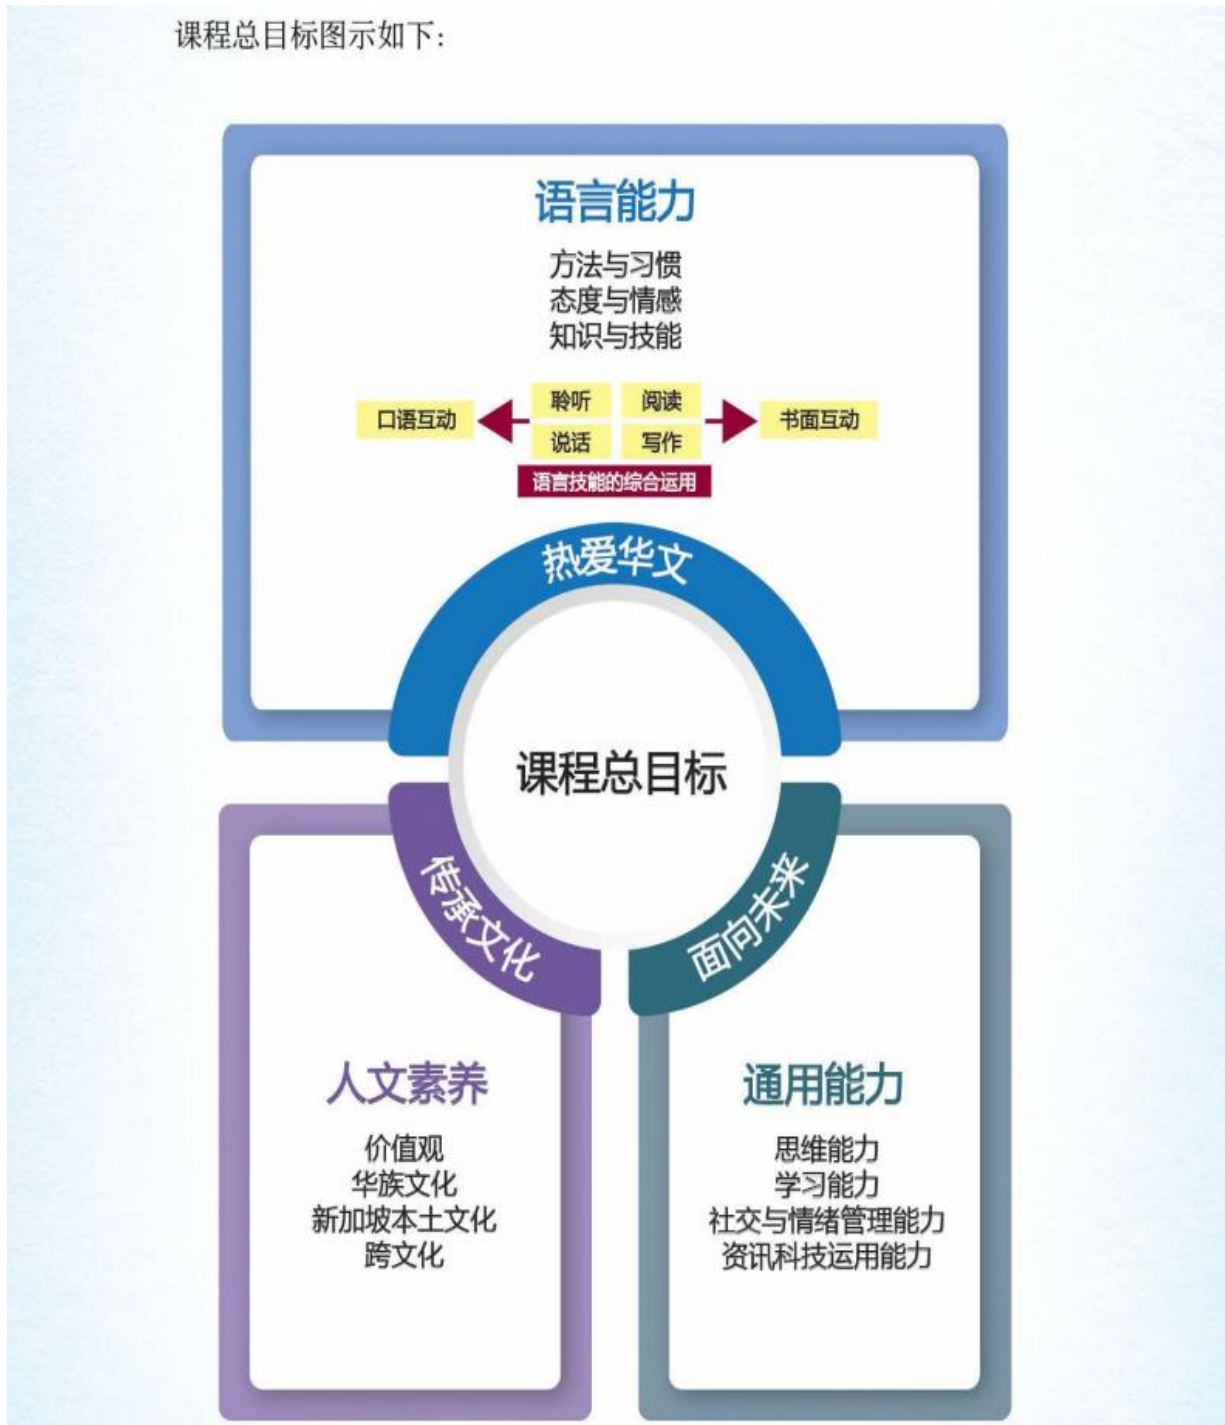 课程总目标图示如下：
语言能力
方法与习惯
态度与情感
知识与技能
口语互动
聆听
阅读
书面互动
说话
写作
语言技能的综合运用
热爱华文
课程总目标
传承文化
面向未来
人文素养
价值观
华族文化
新加坡本土文化
跨文化
通用能力
思维能力
学习能力
社交与情绪管理能力
资讯科技运用能力